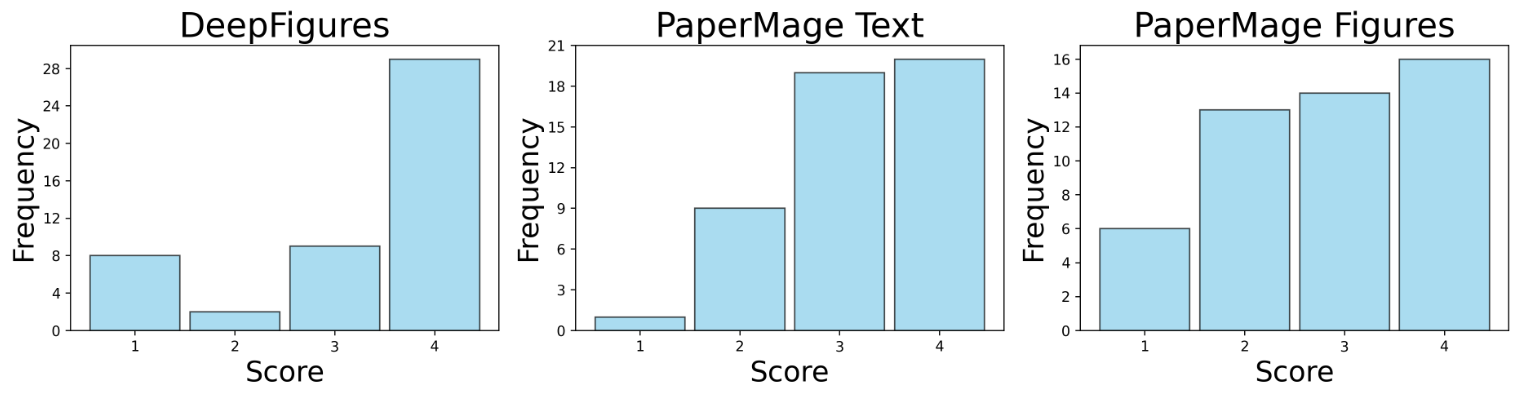 DeepFigures
Frequency
28
24
20
16
12
8
4
0
1 2 3 4
Score
PaperMage Text
Frequency
21
18
15
12
9
6
3
0
1 2 3 4
Score
PaperMage Figures
Frequency
16
14
12
10
8
6
4
2
0
1 2 3 4
Score